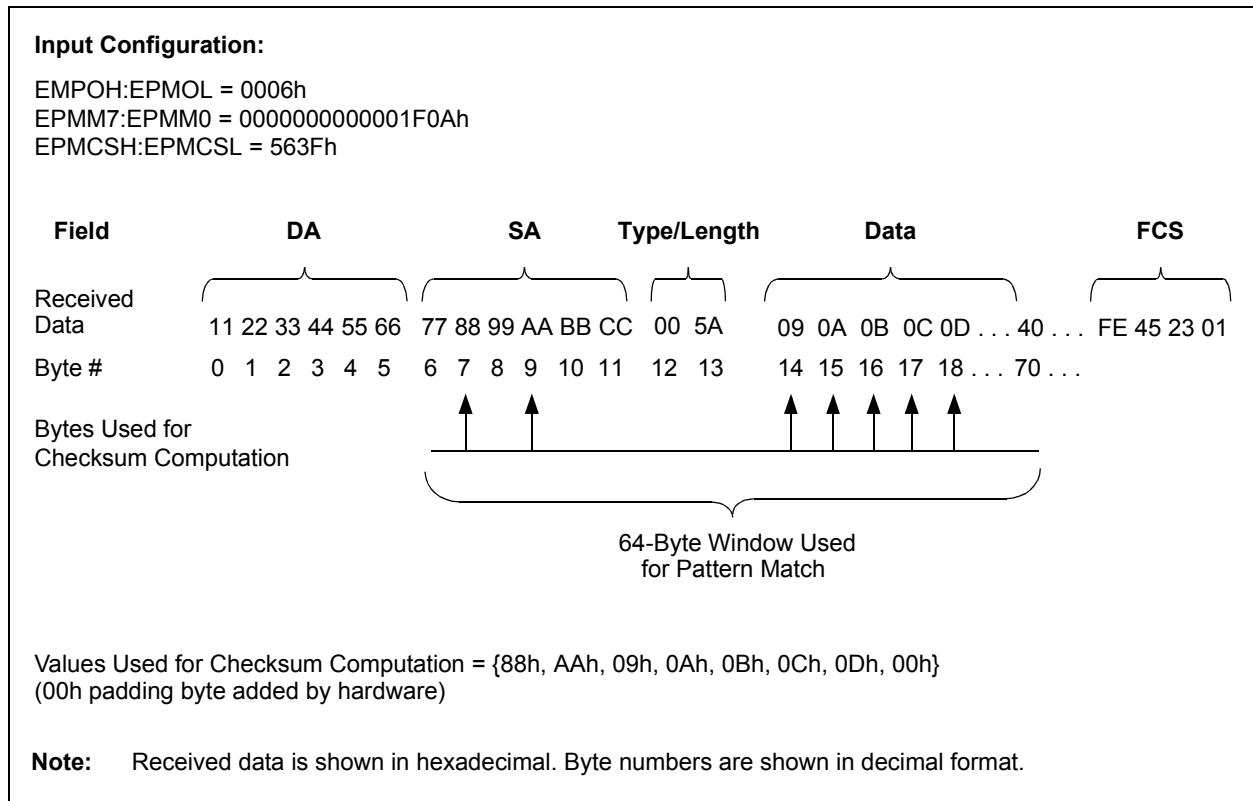 Input Configuration:
EMPOH:EPMOL = 0006h
EPMM7:EPMM0 = 0000000000001F0Ah
EPMCSH:EPMCSL = 563Fh
Field DA SA Type/Length Data FCS
Received
Data 11 22 33 44 55 66 77 88 99 AA BB CC 00 5A 09 0A 0B 0C 0D . . . 40 . . . FE 45 23 01
Byte # 0 1 2 3 4 5 6 7 8 9 10 11 12 13 14 15 16 17 18 . . . 70 . . .
Bytes Used for
Checksum Computation
64-Byte Window Used
for Pattern Match
Values Used for Checksum Computation = {88h, AAh, 09h, 0Ah, 0Bh, 0Ch, 0Dh, 00h}
(00h padding byte added by hardware)
Note: Received data is shown in hexadecimal. Byte numbers are shown in decimal format.